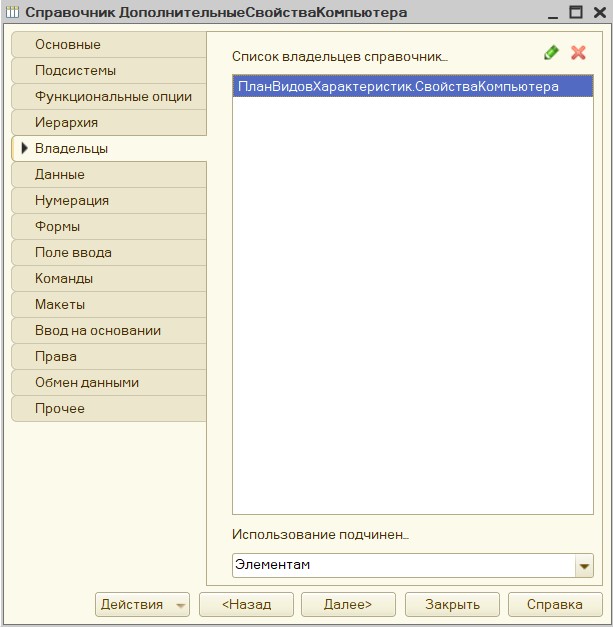 Справочник ДополнительныеСвойстваКомпьютера
Основные
Подсистемы
Функциональные опции
Иерархия
Владельцы
Данные
Нумерация
Формы
Поле ввода
Команды
Макеты
Ввод на основании
Права
Обмен данными
Прочее
Список владельцев справочник...
ПланВидовХарактеристик.СвойстваКомпьютера
Использование подчинен...
Элементам
Действия
<Назад
Далее>
Закрыть
Справка